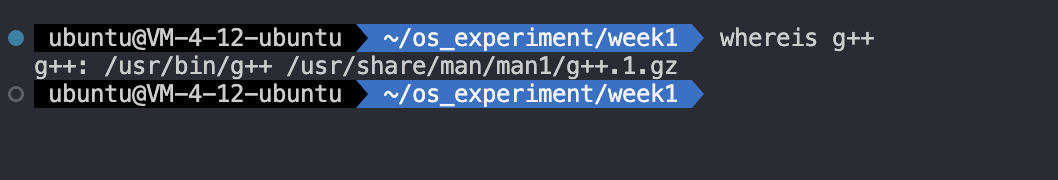 ubuntu@VM-4-12-ubuntu ~/os_experiment/week1 whereis g++
g++: /usr/bin/g++ /usr/share/man/man1/g++.1.gz
ubuntu@VM-4-12-ubuntu ~/os_experiment/week1